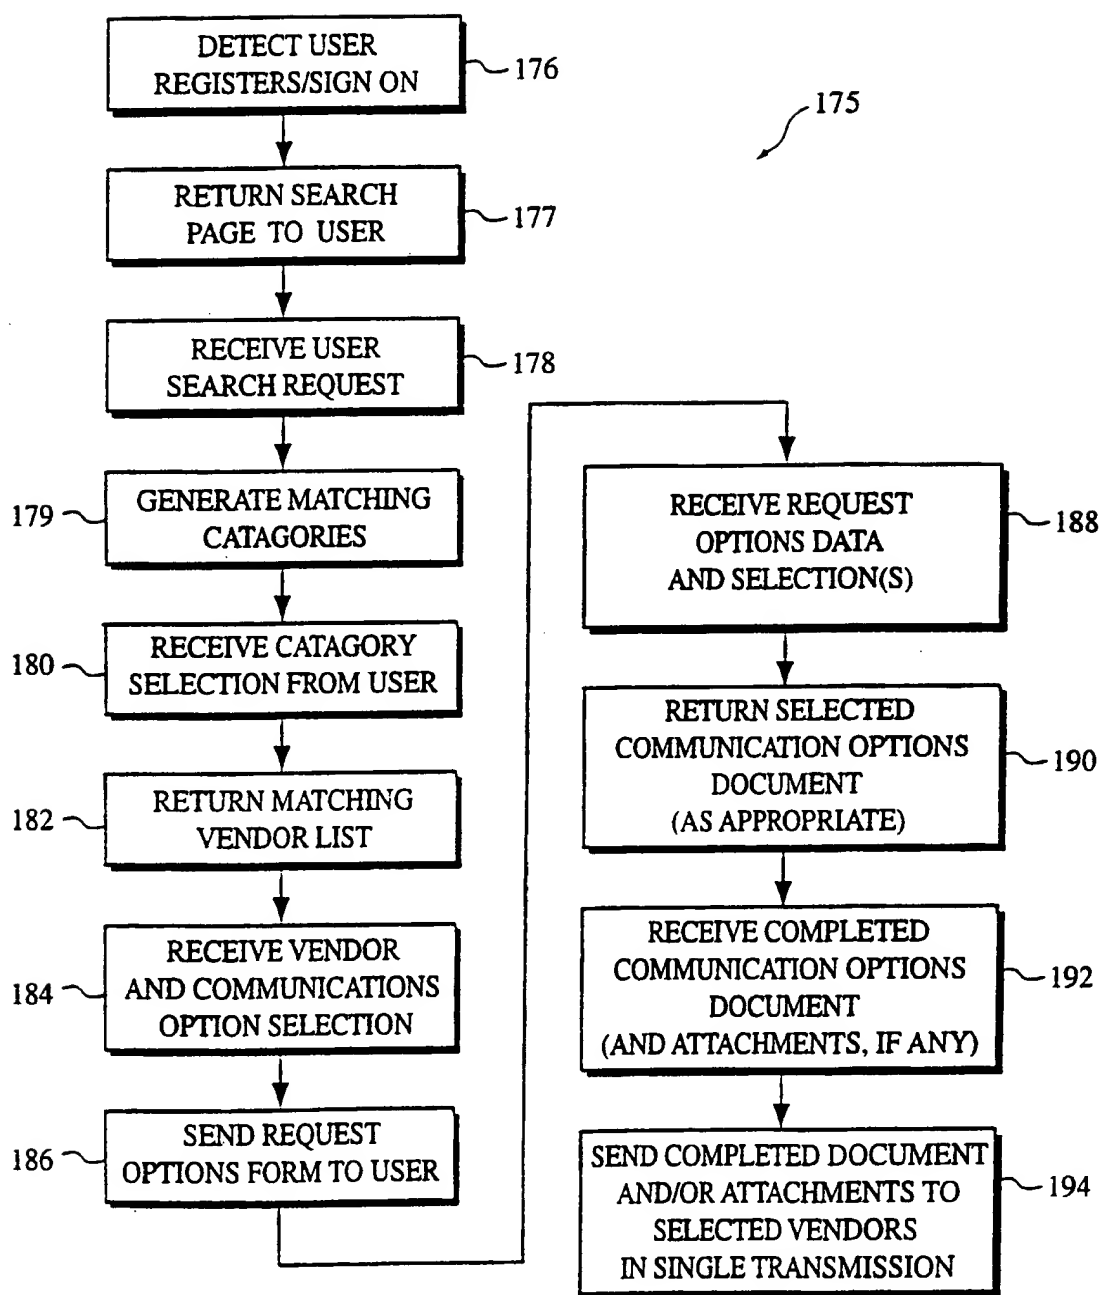 DETECT USER
REGISTERS/SIGN ON
176
175
RETURN SEARCH
PAGE TO USER
177
RECEIVE USER
SEARCH REQUEST
178
179
GENERATE MATCHING
CATAGORIES
180
RECEIVE CATAGORY
SELECTION FROM USER
182
RETURN MATCHING
VENDOR LIST
184
RECEIVE VENDOR
AND COMMUNICATIONS
OPTION SELECTION
186
SEND REQUEST
OPTIONS FORM TO USER
RECEIVE REQUEST
OPTIONS DATA
AND SELECTION(S)
188
RETURN SELECTED
COMMUNICATION OPTIONS
DOCUMENT
(AS APPROPRIATE)
190
RECEIVE COMPLETED
COMMUNICATION OPTIONS
DOCUMENT
(AND ATTACHMENTS, IF ANY)
192
SEND COMPLETED DOCUMENT
AND/OR ATTACHMENTS TO
SELECTED VENDORS
IN SINGLE TRANSMISSION
194